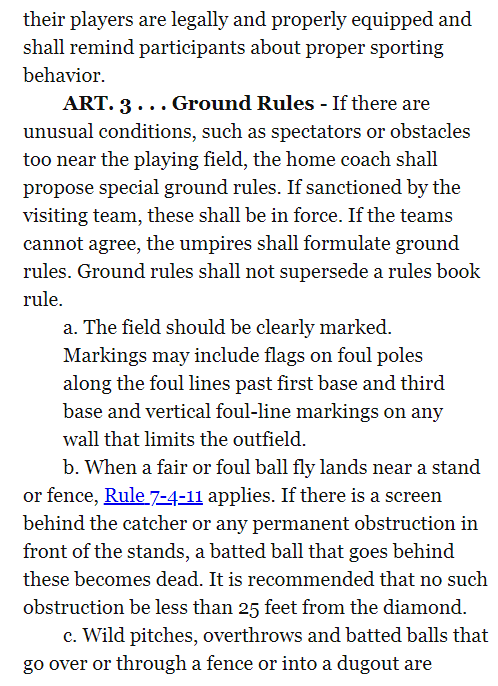 their players are legally and properly equipped and
shall remind participants about proper sporting
behavior.
ART. 3 . . . Ground Rules - If there are
unusual conditions, such as spectators or obstacles
too near the playing field, the home coach shall
propose special ground rules. If sanctioned by the
visiting team, these shall be in force. If the teams
cannot agree, the umpires shall formulate ground
rules. Ground rules shall not supersede a rules book
rule.
a. The field should be clearly marked.
Markings may include flags on foul poles
along the foul lines past first base and third
base and vertical foul-line markings on any
wall that limits the outfield.
b. When a fair or foul ball fly lands near a stand
or fence, Rule 7-4-11 applies. If there is a screen
behind the catcher or any permanent obstruction in
front of the stands, a batted ball that goes behind
these becomes dead. It is recommended that no such
obstruction be less than 25 feet from the diamond.
c. Wild pitches, overthrows and batted balls that
go over or through a fence or into a dugout are